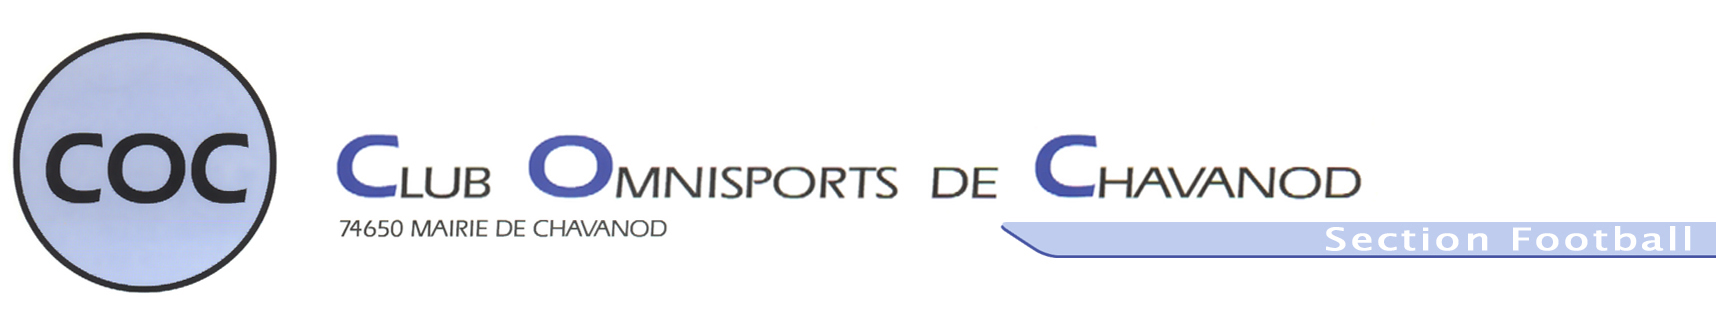 COC
CLUB OMNISPORTS DE CHAVANOD
74650 MAIRIE DE CHAVANOD
Section Football